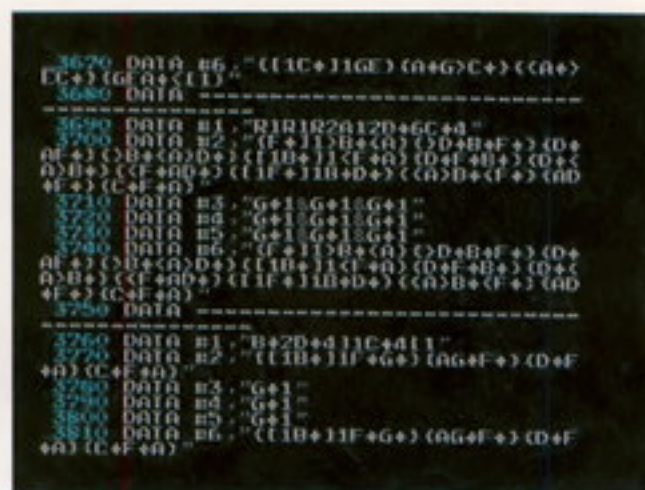 3670 DATA #6,"([1C+]1GE)(A+G>C+)(<A+>
[C+)(GEA+<[1)"
3680 DATA ----------------------------
----------------
3690 DATA #1,"R1R1R2A12D+6C+4"
3700 DATA #2,"(F+]1>B+<A)(>D+B+F+)(D+
AF+)(>B+<A>D+)([1B+]1<F+A)(D+F+B+)(D+<
A>B+)(<F+AD+)([1F+]1B+D+)(<A>B+<F+)(AD
+F+)(C+F+A)"
3710 DATA #3,"G+1&G+1&G+1"
3720 DATA #4,"G+1&G+1&G+1"
3730 DATA #5,"G+1&G+1&G+1"
3740 DATA #6,"(F+]1>B+<A)(>D+B+F+)(D+
AF+)(>B+<A>D+)([1B+]1<F+A)(D+F+B+)(D+<
A>B+)(<F+AD+)([1F+]1B+D+)(<A>B+<F+)(AD
+F+)(C+F+A)"
3750 DATA ----------------------------
----------------
3760 DATA #1,"B+2D+4]1C+4[1"
3770 DATA #2,"([1B+]1F+G+)(AG+F+)(D+F
+A)(C+F+A)"
3780 DATA #3,"G+1"
3790 DATA #4,"G+1"
3800 DATA #5,"G+1"
3810 DATA #6,"([1B+]1F+G+)(AG+F+)(D+F
+A)(C+F+A)"